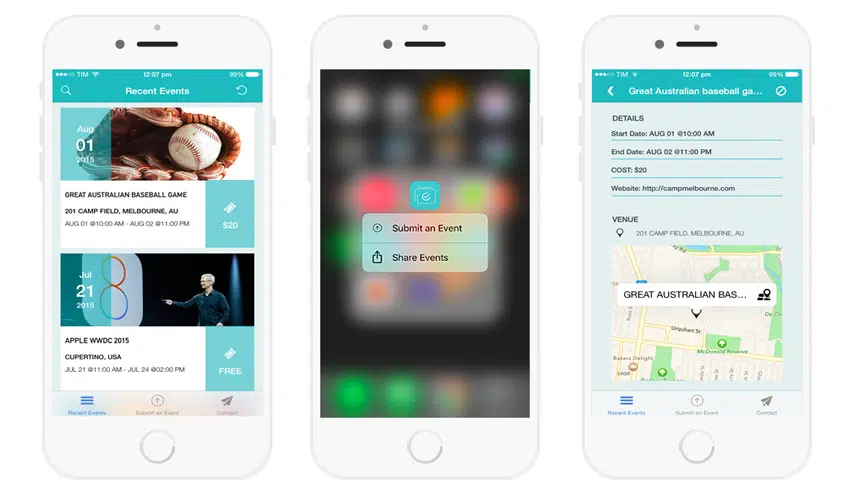 TIM 12:07 pm 99%
Recent Events
Aug
01
2015
GREAT AUSTRALIAN BASEBALL GAME
201 CAMP FIELD, MELBOURNE, AU
AUG 01 @10:00 AM - AUG 02 @11:00 PM
$20
Jul
21
2015
8
APPLE WWDC 2015
CUPERTINO, USA
JUL 21 @11:00 AM - JUL 24 @02:00 PM
FREE
Recent Events
Submit an Event
Contact
Submit an Event
Share Events
TIM 12:07 pm 99%
Great Australian baseball ga...
DETAILS
Start Date: AUG 01 @10:00 AM
End Date: AUG 02 @11:00 PM
COST: $20
Website: http://campmelbourne.com
VENUE
201 CAMP FIELD, MELBOURNE, AU
GREAT AUSTRALIAN BAS...
Urquhart St
McDonald Reserve
Bakers Delight
Recent Events
Submit an Event
Contact